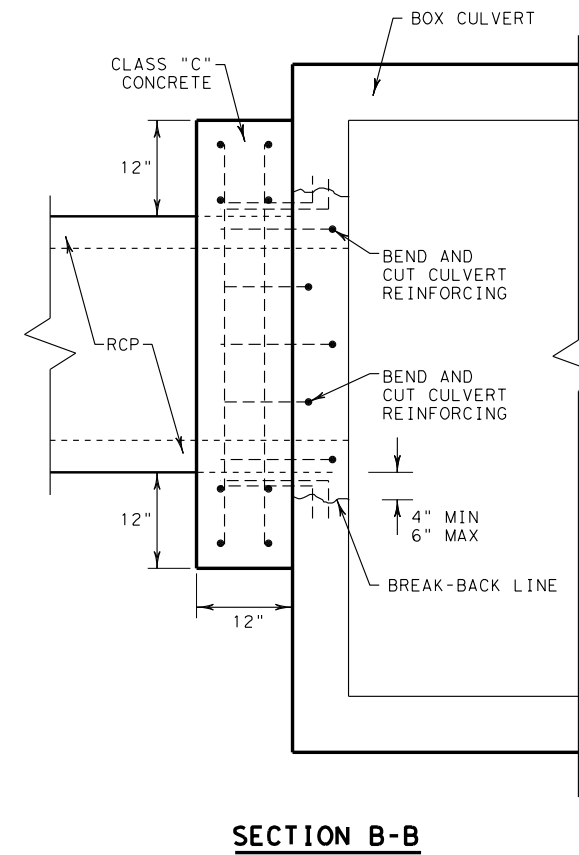 BOX CULVERT
CLASS "C"
CONCRETE
12"
BEND AND
CUT CULVERT
REINFORCING
RCP
BEND AND
CUT CULVERT
REINFORCING
12"
4" MIN
6" MAX
BREAK-BACK LINE
12"
SECTION B-B